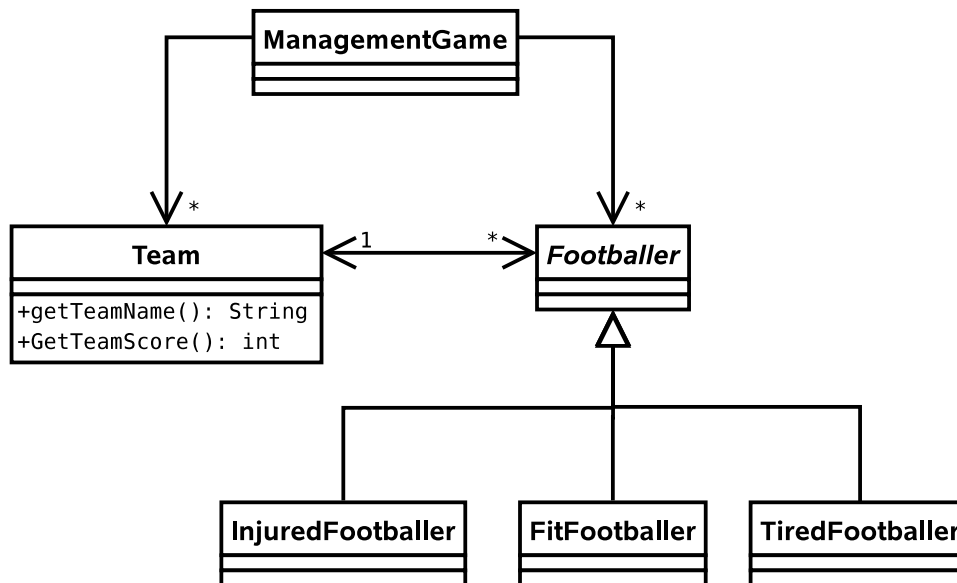 ManagementGame
*
*
Team
1
*
Footballer
+getTeamName(): String
+GetTeamScore(): int
InjuredFootballer
FitFootballer
TiredFootballer